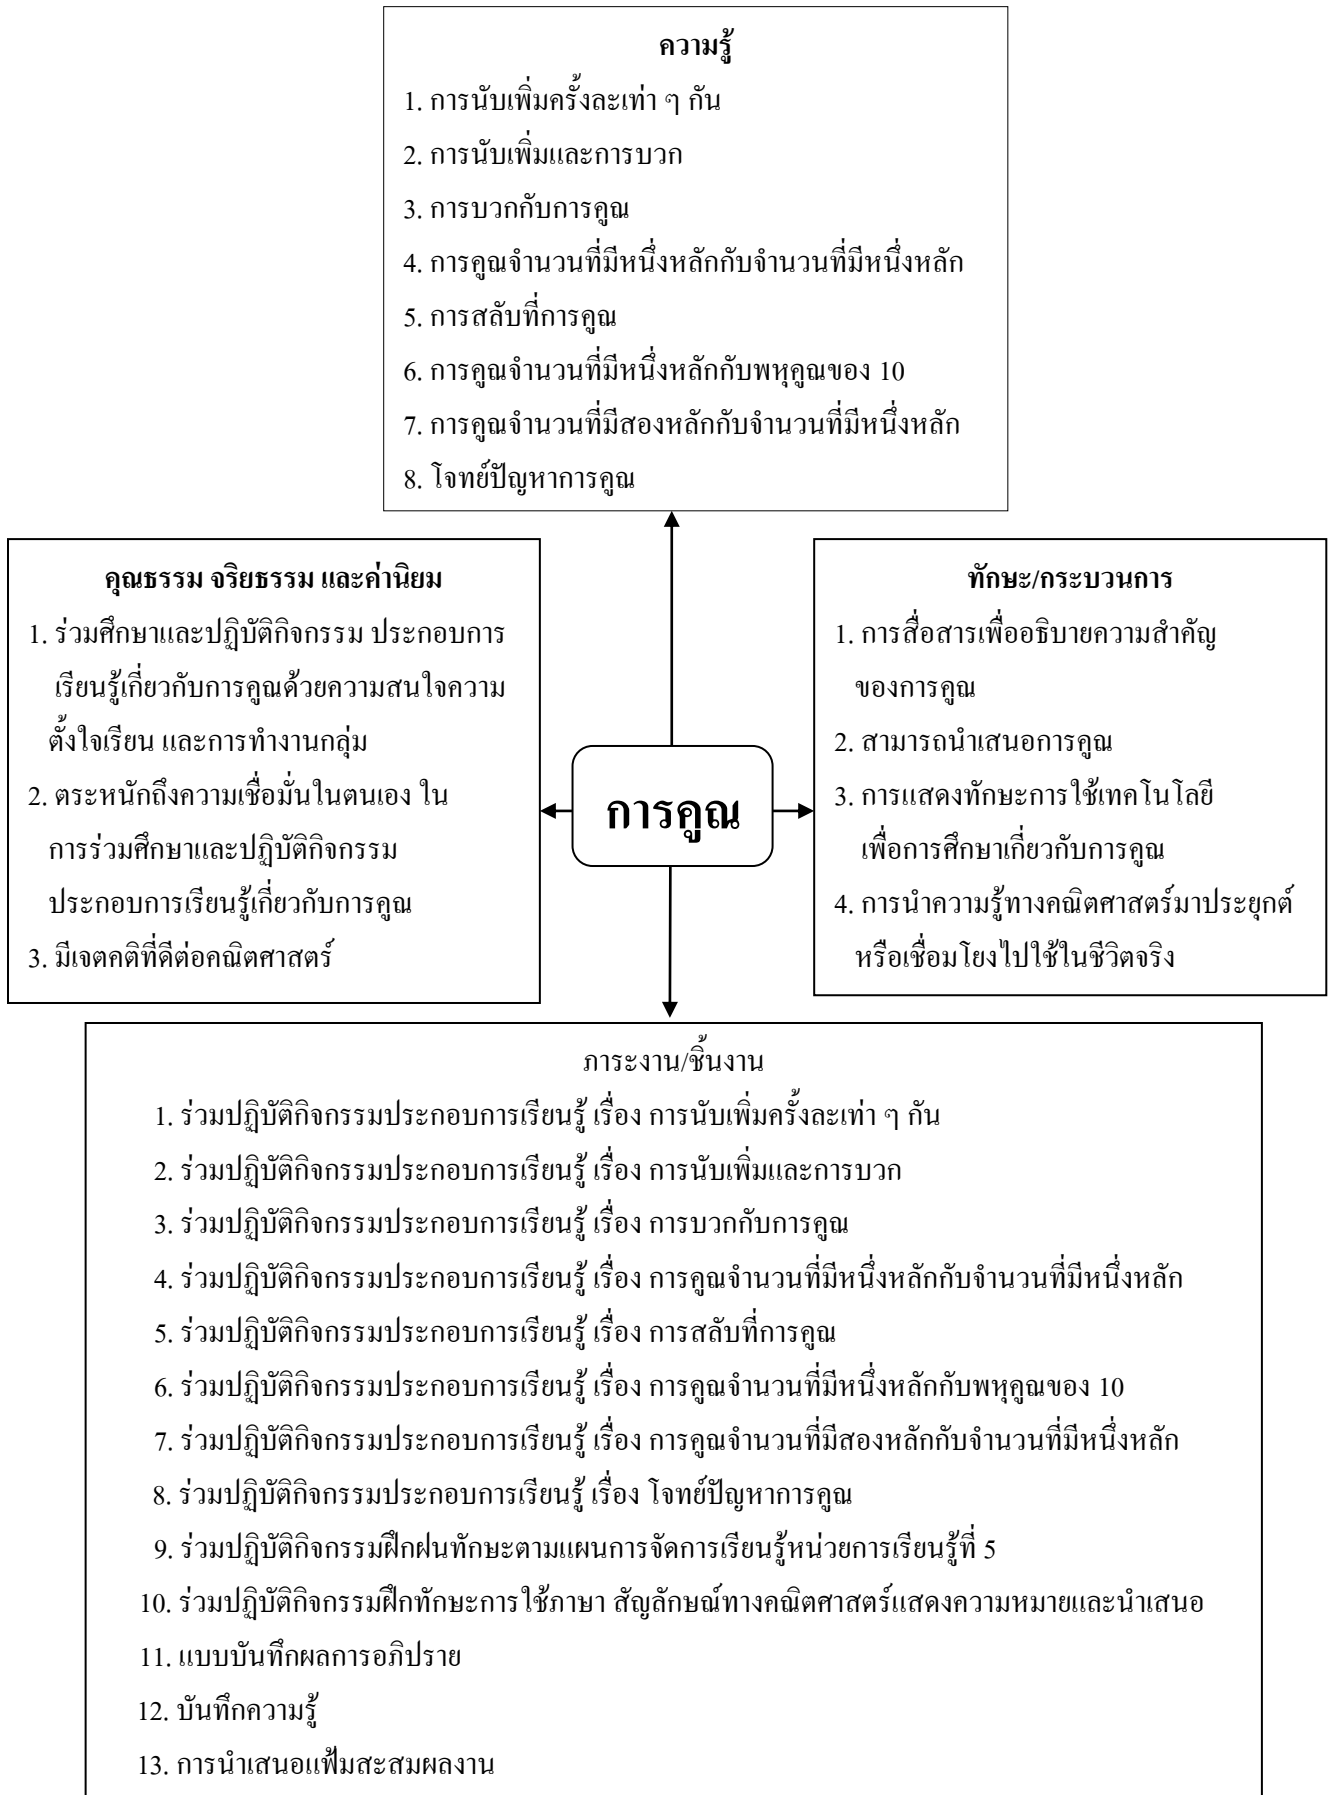 ความรู้
1. การนับเพิ่มครั้งละเท่า ๆ กัน
2. การนับเพิ่มและการบวก
3. การบวกกับการคูณ
4. การคูณจำนวนที่มีหนึ่งหลักกับจำนวนที่มีหนึ่งหลัก
5. การสลับที่การคูณ
6. การคูณจำนวนที่มีหนึ่งหลักกับพหุคูณของ 10
7. การคูณจำนวนที่มีสองหลักกับจำนวนที่มีหนึ่งหลัก
8. โจทย์ปัญหาการคูณ
คุณธรรม จริยธรรม และค่านิยม
1. ร่วมศึกษาและปฏิบัติกิจกรรม ประกอบการ
เรียนรู้เกี่ยวกับการคูณด้วยความสนใจความ
ตั้งใจเรียน และการทำงานกลุ่ม
2. ตระหนักถึงความเชื่อมั่นในตนเอง ใน
การร่วมศึกษาและปฏิบัติกิจกรรม
ประกอบการเรียนรู้เกี่ยวกับการคูณ
3. มีเจตคติที่ดีต่อคณิตศาสตร์
การคูณ
ทักษะ/กระบวนการ
1. การสื่อสารเพื่ออธิบายความสำคัญ
ของการคูณ
2. สามารถนำเสนอการคูณ
3. การแสดงทักษะการใช้เทคโนโลยี
เพื่อการศึกษาเกี่ยวกับการคูณ
4. การนำความรู้ทางคณิตศาสตร์มาประยุกต์
หรือเชื่อมโยงไปใช้ในชีวิตจริง
ภาระงาน/ชิ้นงาน
1. ร่วมปฏิบัติกิจกรรมประกอบการเรียนรู้ เรื่อง การนับเพิ่มครั้งละเท่า ๆ กัน
2. ร่วมปฏิบัติกิจกรรมประกอบการเรียนรู้ เรื่อง การนับเพิ่มและการบวก
3. ร่วมปฏิบัติกิจกรรมประกอบการเรียนรู้ เรื่อง การบวกกับการคูณ
4. ร่วมปฏิบัติกิจกรรมประกอบการเรียนรู้ เรื่อง การคูณจำนวนที่มีหนึ่งหลักกับจำนวนที่มีหนึ่งหลัก
5. ร่วมปฏิบัติกิจกรรมประกอบการเรียนรู้ เรื่อง การสลับที่การคูณ
6. ร่วมปฏิบัติกิจกรรมประกอบการเรียนรู้ เรื่อง การคูณจำนวนที่มีหนึ่งหลักกับพหุคูณของ 10
7. ร่วมปฏิบัติกิจกรรมประกอบการเรียนรู้ เรื่อง การคูณจำนวนที่มีสองหลักกับจำนวนที่มีหนึ่งหลัก
8. ร่วมปฏิบัติกิจกรรมประกอบการเรียนรู้ เรื่อง โจทย์ปัญหาการคูณ
9. ร่วมปฏิบัติกิจกรรมฝึกฝนทักษะตามแผนการจัดการเรียนรู้หน่วยการเรียนรู้ที่ 5
10. ร่วมปฏิบัติกิจกรรมฝึกทักษะการใช้ภาษา สัญลักษณ์ทางคณิตศาสตร์แสดงความหมายและนำเสนอ
11. แบบบันทึกผลการอภิปราย
12. บันทึกความรู้
13. การนำเสนอแฟ้มสะสมผลงาน